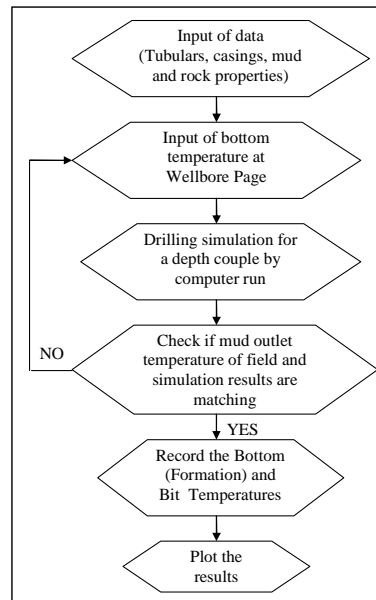 Input of data
(Tubulars, casings, mud
and rock properties)
Input of bottom
temperature at
Wellbore Page
Drilling simulation for
a depth couple by
computer run
Check if mud outlet
temperature of field and
simulation results are
matching
NO
YES
Record the Bottom
(Formation) and
Bit Temperatures
Plot the
results